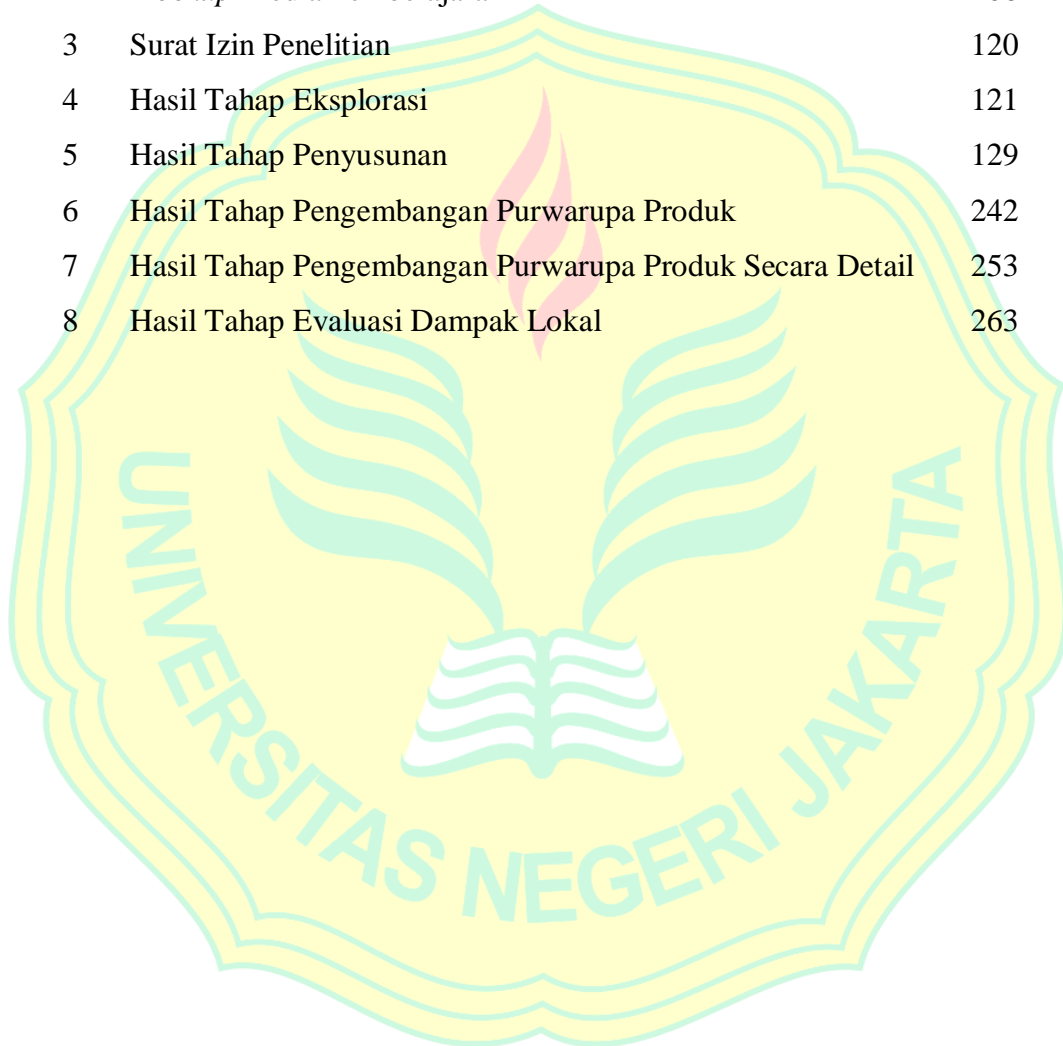 3 Surat Izin Penelitian 120
4 Hasil Tahap Eksplorasi 121
5 Hasil Tahap Penyusunan 129
6 Hasil Tahap Pengembangan Purwarupa Produk 242
7 Hasil Tahap Pengembangan Purwarupa Produk Secara Detail 253
8 Hasil Tahap Evaluasi Dampak Lokal 263
UNIVERSITAS NEGERI JAKARTA